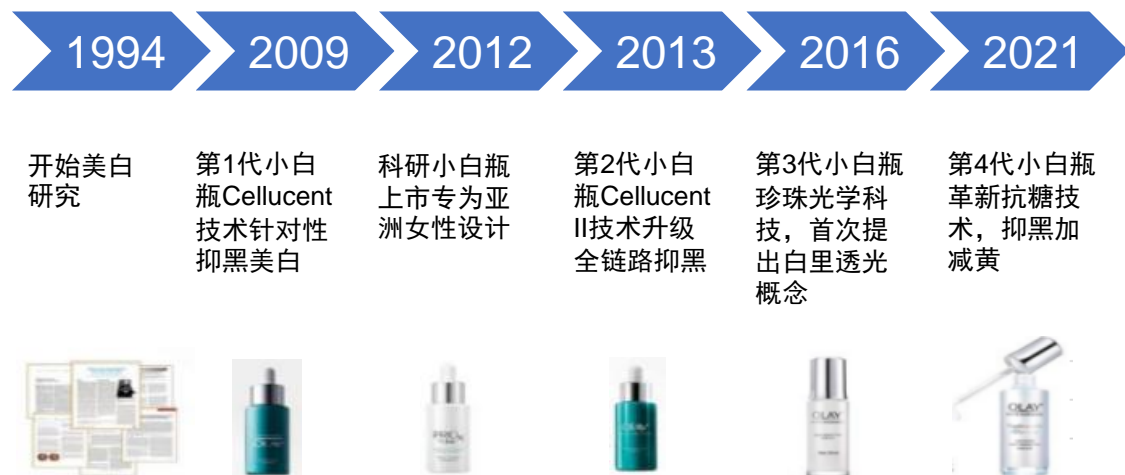 1994
2009
2012
2013
2016
2021
开始美白
研究
第1代小白
瓶Cellucent
技术针对性
抑黑美白
科研小白瓶
上市专为亚
洲女性设计
第2代小白
瓶Cellucent
II技术升级
全链路抑黑
第3代小白瓶
珍珠光学科
技，首次提
出白里透光
概念
第4代小白瓶
革新抗糖技
术，抑黑加
减黄
OLAY
OLAY
OLAY
OLAY